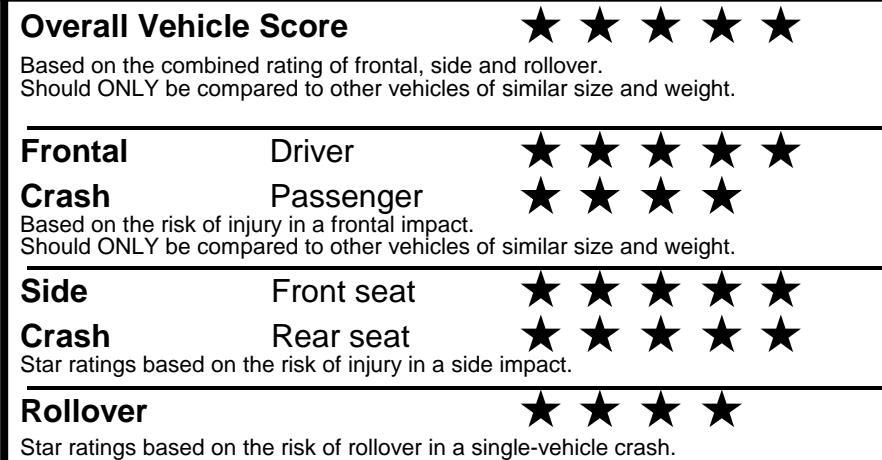 Overall Vehicle Score ★ ★ ★ ★ ★
Based on the combined rating of frontal, side and rollover.
Should ONLY be compared to other vehicles of similar size and weight.
Frontal Driver ★ ★ ★ ★ ★
Crash Passenger ★ ★ ★ ★
Based on the risk of injury in a frontal impact.
Should ONLY be compared to other vehicles of similar size and weight.
Side Front seat ★ ★ ★ ★ ★
Crash Rear seat ★ ★ ★ ★ ★
Star ratings based on the risk of injury in a side impact.
Rollover ★ ★ ★ ★
Star ratings based on the risk of rollover in a single-vehicle crash.